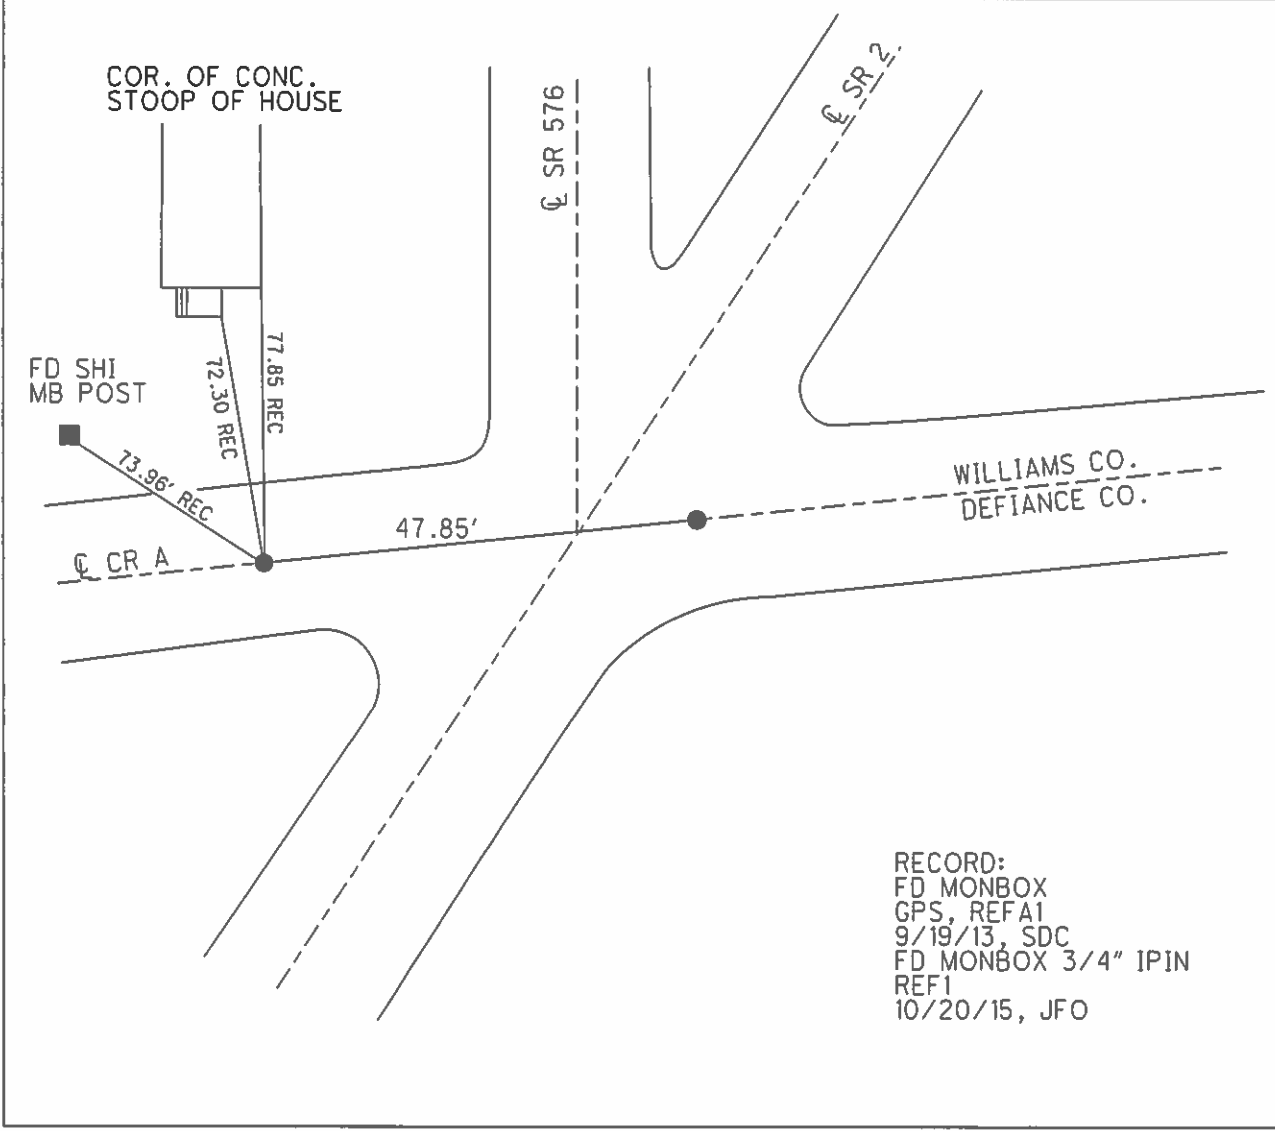 COR. OF CONC.
STOOP OF HOUSE
℄ SR 576
℄ SR 2
FD SHI
MB POST
77.85 REC
72.30 REC
73.96' REC
47.85'
℄ CR A
WILLIAMS CO.
DEFIANCE CO.
RECORD:
FD MONBOX
GPS, REFA1
9/19/13, SDC
FD MONBOX 3/4" IPIN
REF1
10/20/15, JFO